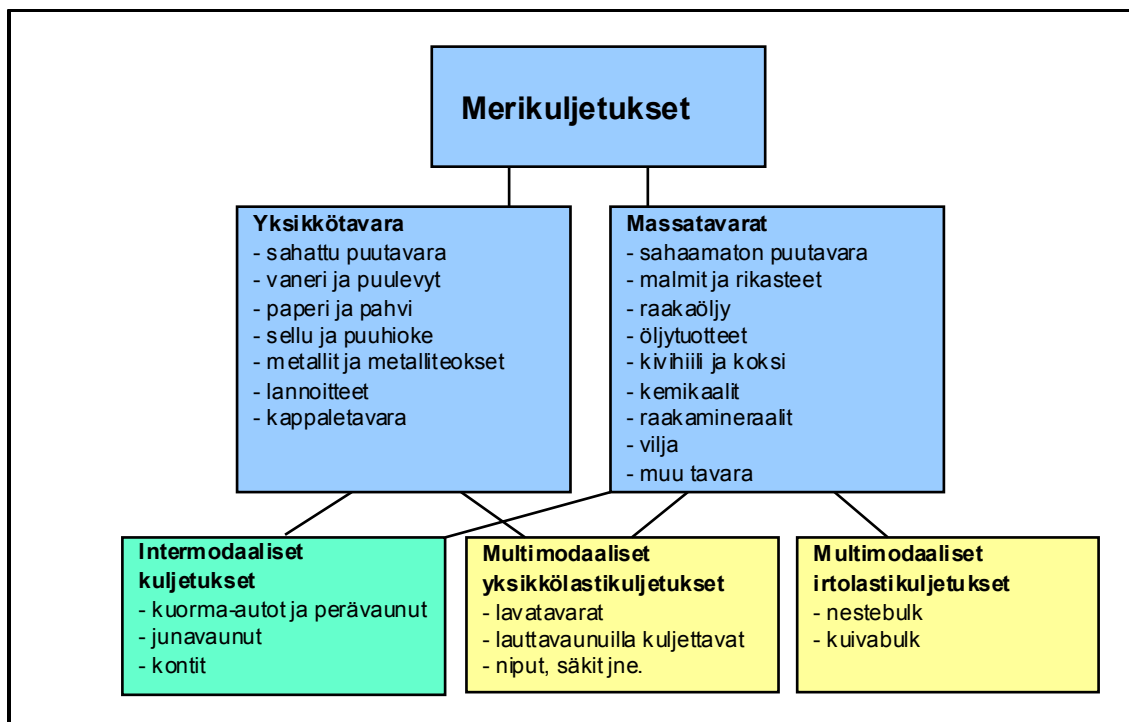 Merikuljetukset
Yksikkötavara
- sahattu puutavara
- vaneri ja puulevyt
- paperi ja pahvi
- sellu ja puuhioke
- metallit ja metalliteokset
- lannoitteet
- kappaletavara
Massatavarat
- sahaamaton puutavara
- malmit ja rikasteet
- raakaöljy
- öljytuotteet
- kivihiili ja koksi
- kemikaalit
- raakamineraalit
- vilja
- muu tavara
Intermodaaliset
kuljetukset
- kuorma-autot ja perävaunut
- junavaunut
- kontit
Multimodaaliset
yksikkölastikuljetukset
- lavatavarat
- lauttavaunuilla kuljettavat
- niput, säkit jne.
Multimodaaliset
irtolastikuljetukset
- nestebulk
- kuivabulk